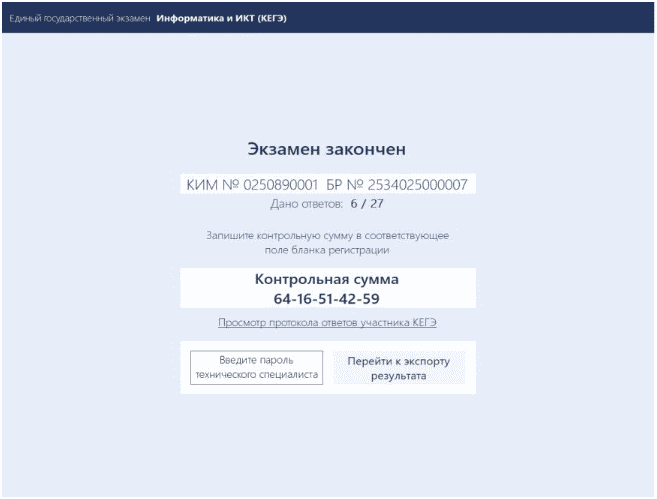 Единый государственный экзамен Информатика и ИКТ (КЕГЭ)
Экзамен закончен
КИМ № 0250890001 БР № 2534025000007
Дано ответов: 6 / 27
Запишите контрольную сумму в соответствующее
поле бланка регистрации
Контрольная сумма
64-16-51-42-59
Просмотр протокола ответов участника КЕГЭ
Введите пароль
технического специалиста
Перейти к экспорту
результата